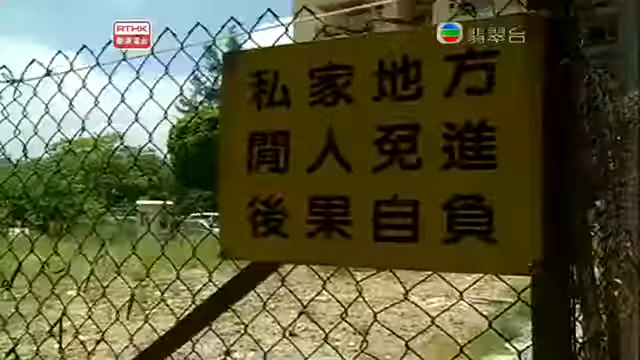 RTHK
香港電台
翡翠台
私家地方
閒人免進
後果自負